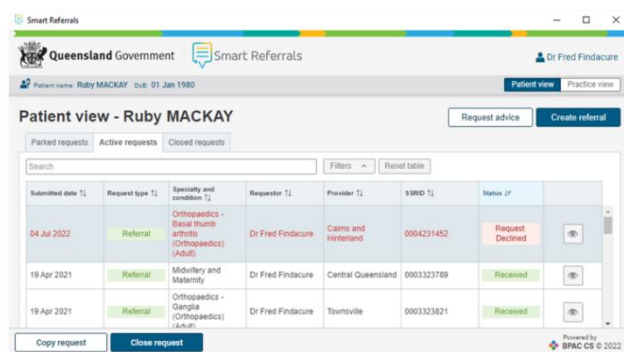 Smart Referrals
Queensland Government Smart Referrals Dr Fred Findacure
Patient name: Ruby MACKAY DoB: 01 Jan 1980 Patient view Practice view
Patient view - Ruby MACKAY Request advice Create referral
Parked requests Active requests Closed requests
Search Filters Reset table
Submitted date Request type Specialty and condition Requestor Provider SSRID Status
04 Jul 2022 Referral Orthopaedics - Basal thumb arthritis (Orthopaedics) (Adult) Dr Fred Findacure Cairns and Hinterland 0004231452 Request Declined
19 Apr 2021 Referral Midwifery and Maternity Dr Fred Findacure Central Queensland 0003323789 Received
19 Apr 2021 Referral Orthopaedics - Ganglia (Orthopaedics) (Adult) Dr Fred Findacure Townsville 0003323821 Received
Copy request Close request Powered by
BPAC CS © 2022